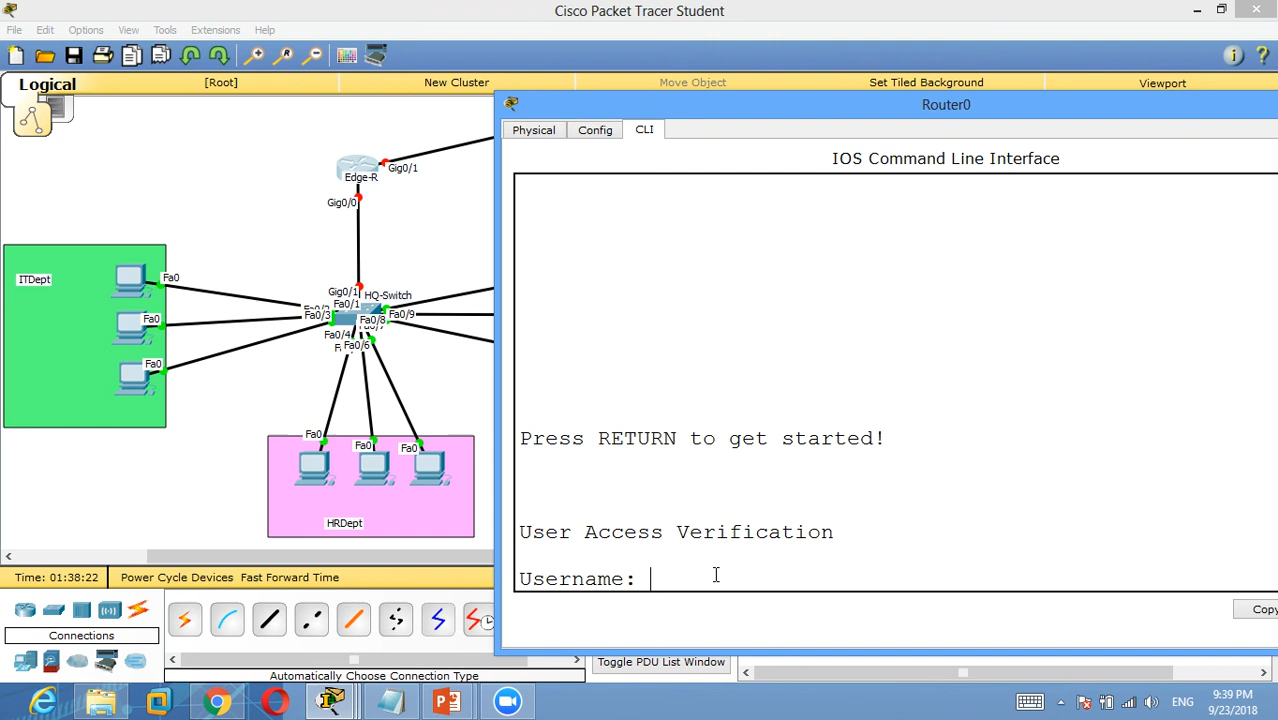 Cisco Packet Tracer Student
File Edit Options View Tools Extensions Help
Logical
[Root]
New Cluster
Move Object
Set Tiled Background
Viewport
Router0
Physical Config CLI
IOS Command Line Interface
Press RETURN to get started!
User Access Verification
Username:
Copy
Gig0/1
Edge-R
Gig0/0
ITDept
Fa0
Gig0/1
HQ-Switch
Fa0/1
Fa0/3
Fa0/9
Fa0/8
Fa0
Fa0/4
Fa0/6
Fa0
Fa0
Fa0
Fa0
HRDept
Time: 01:38:22 Power Cycle Devices Fast Forward Time
Connections
Automatically Choose Connection Type
Toggle PDU List Window
ENG
9:39 PM
9/23/2018